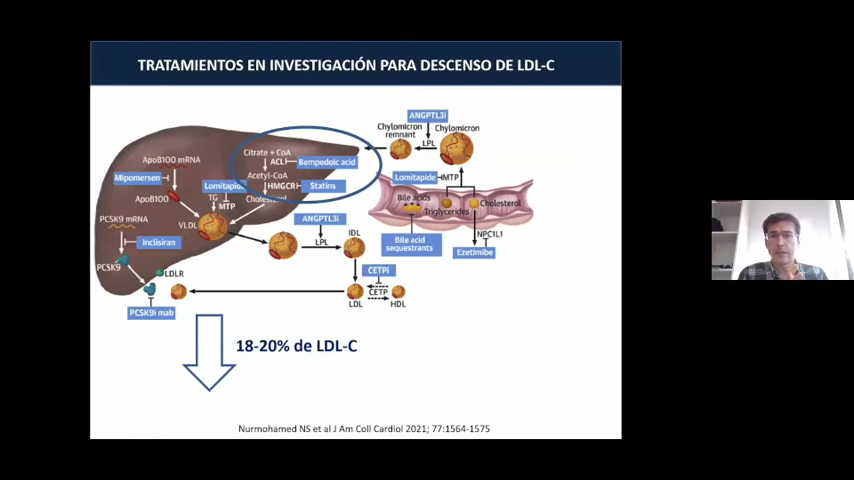 TRATAMIENTOS EN INVESTIGACIÓN PARA DESCENSO DE LDL-C
ANGPTL3i
Chylomicron
remnant
Chylomicron
LPL
Citrate + CoA
ACL
Bempedoic acid
ApoB100 mRNA
Mipomersen
Acetyl-CoA
HMGCR
Statins
Lomitapide
TG
MTP
Cholesterol
ApoB100
VLDL
Lomitapide
MTP
Bile acids
Triglycerides
Cholesterol
Bile acid
sequestrants
NPC1L1
Ezetimibe
PCSK9 mRNA
Inclisiran
PCSK9
LDLR
PCSK9i mab
ANGPTL3i
LPL
IDL
CETPi
CETP
LDL
HDL
18-20% de LDL-C
Nurmohamed NS et al J Am Coll Cardiol 2021; 77:1564-1575